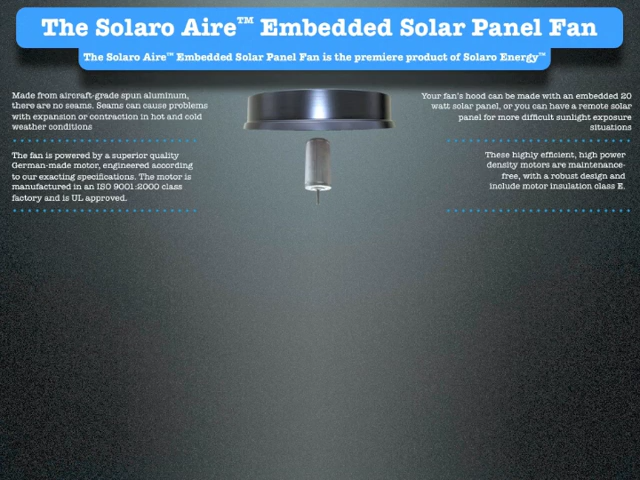 The Solaro Aire™ Embedded Solar Panel Fan
The Solaro Aire™ Embedded Solar Panel Fan is the premiere product of Solaro Energy™
Made from aircraft-grade spun aluminum,
there are no seams. Seams can cause problems
with expansion or contraction in hot and cold
weather conditions
The fan is powered by a superior quality
German-made motor, engineered according
to our exacting specifications. The motor is
manufactured in an ISO 9001:2000 class
factory and is UL approved.
Your fan's hood can be made with an embedded 20
watt solar panel, or you can have a remote solar
panel for more difficult sunlight exposure
situations
These highly efficient, high power
density motors are maintenance-
free, with a robust design and
include motor insulation class E.